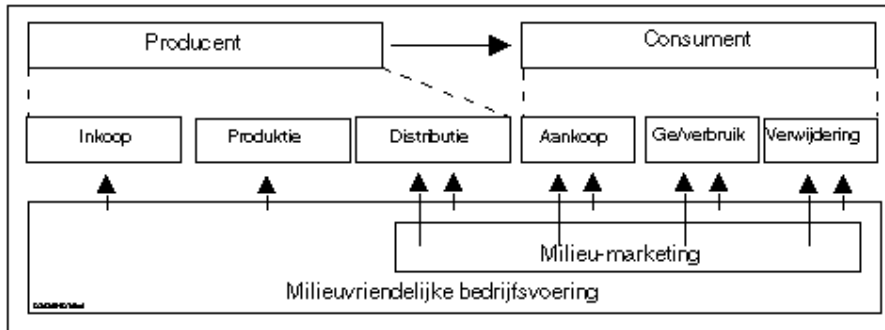 Producent
Consument
Inkoop
Produktie
Distributie
Aankoop
Ge/verbruik
Verwijdering
Milieu-marketing
Milieuvriendelijke bedrijfsvoering